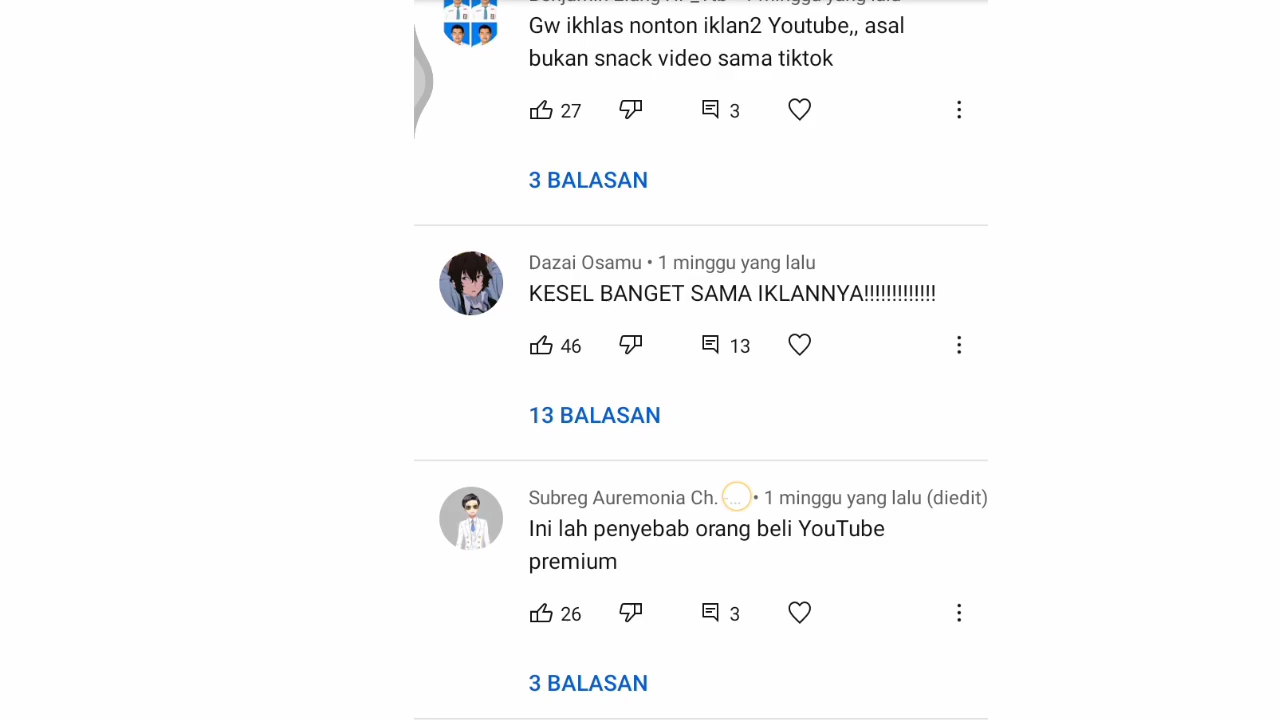 Gw ikhlas nonton iklan2 Youtube,, asal
bukan snack video sama tiktok
27
3
3 BALASAN
Dazai Osamu • 1 minggu yang lalu
KESEL BANGET SAMA IKLANNYA!!!!!!!!!!!!!
46
13
13 BALASAN
Subreg Auremonia Ch. -... • 1 minggu yang lalu (diedit)
Ini lah penyebab orang beli YouTube
premium
26
3
3 BALASAN